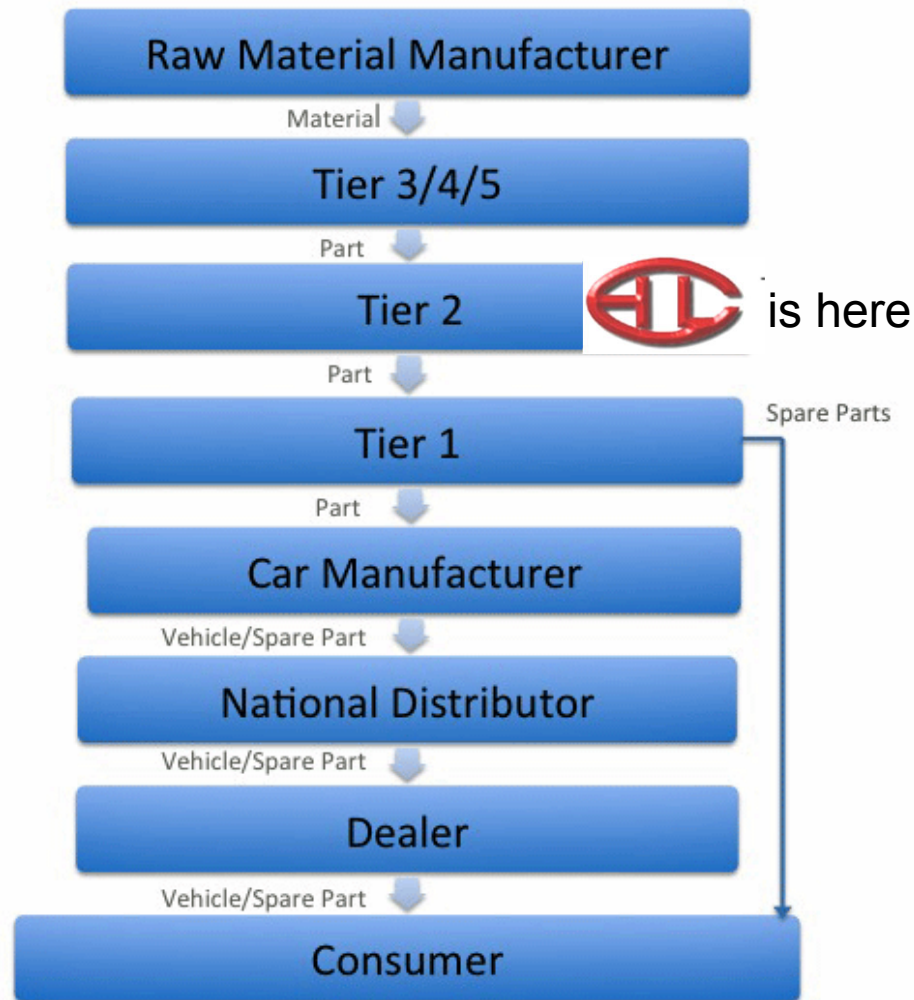 Raw Material Manufacturer
Material
Tier 3/4/5
Part
Tier 2
is here
Part
Tier 1
Spare Parts
Part
Car Manufacturer
Vehicle/Spare Part
National Distributor
Vehicle/Spare Part
Dealer
Vehicle/Spare Part
Consumer